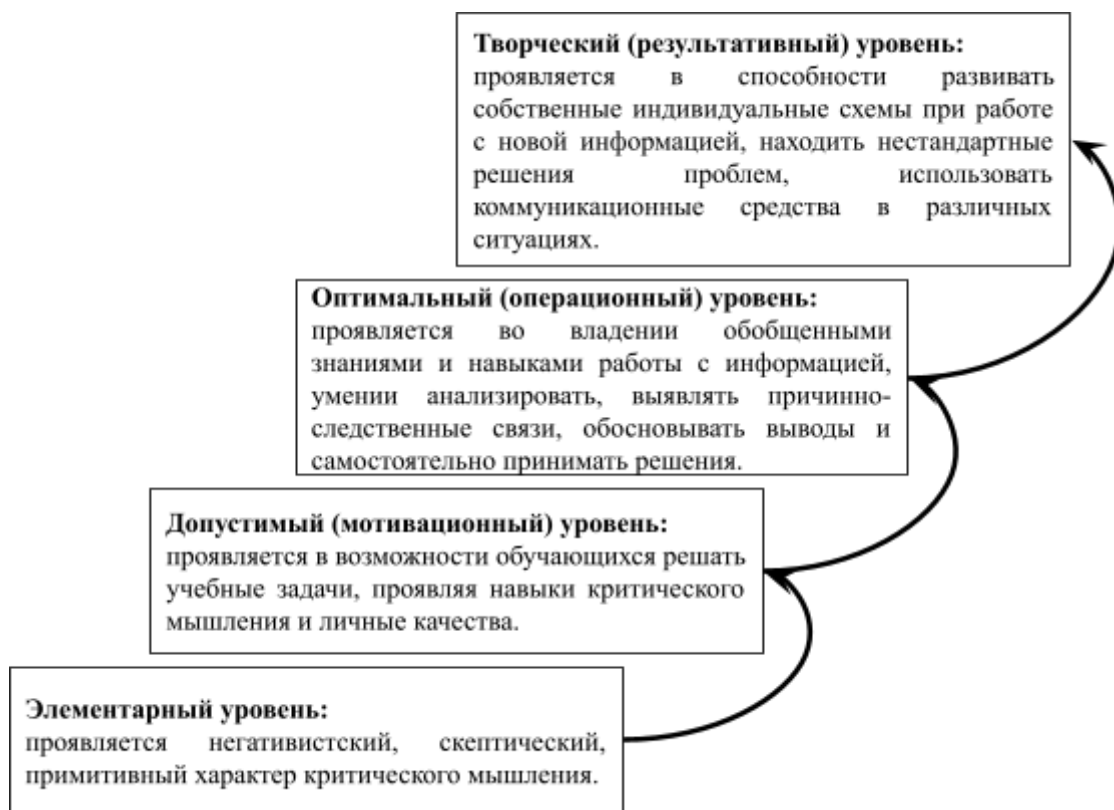 Творческий (результативный) уровень:
проявляется в способности развивать
собственные индивидуальные схемы при работе
с новой информацией, находить нестандартные
решения проблем, использовать
коммуникационные средства в различных
ситуациях.
Оптимальный (операционный) уровень:
проявляется во владении обобщенными
знаниями и навыками работы с информацией,
умении анализировать, выявлять причинно-
следственные связи, обосновывать выводы и
самостоятельно принимать решения.
Допустимый (мотивационный) уровень:
проявляется в возможности обучающихся решать
учебные задачи, проявляя навыки критического
мышления и личные качества.
Элементарный уровень:
проявляется негативистский, скептический,
примитивный характер критического мышления.